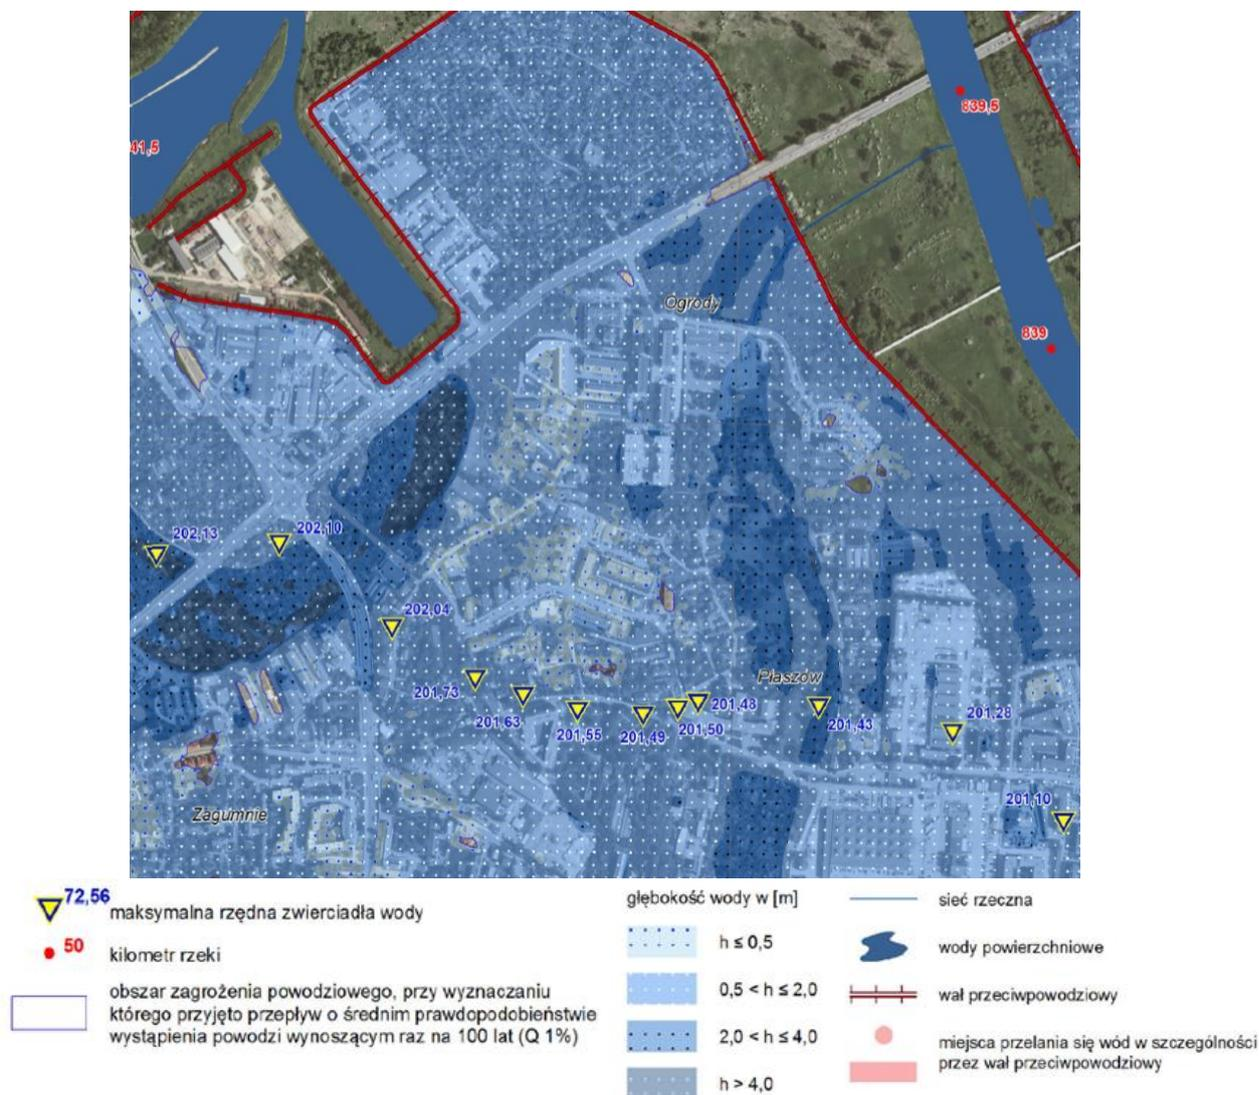 839,5
41,5
Ogrody
839
202,13
202,10
202,04
201,73
201,63
201,55
201,49
201,50
201,48
Płaszów
201,43
201,28
201,10
Zagumnie
72,56
maksymalna rzędna zwierciadła wody
50
kilometr rzeki
obszar zagrożenia powodziowego, przy wyznaczaniu
którego przyjęto przepływ o średnim prawdopodobieństwie
wystąpienia powodzi wynoszącym raz na 100 lat (Q 1%)
głębokość wody w [m]
h ≤ 0,5
0,5 < h ≤ 2,0
2,0 < h ≤ 4,0
h > 4,0
sieć rzeczna
wody powierzchniowe
wał przeciwpowodziowy
miejsca przelania się wód w szczególności
przez wał przeciwpowodziowy